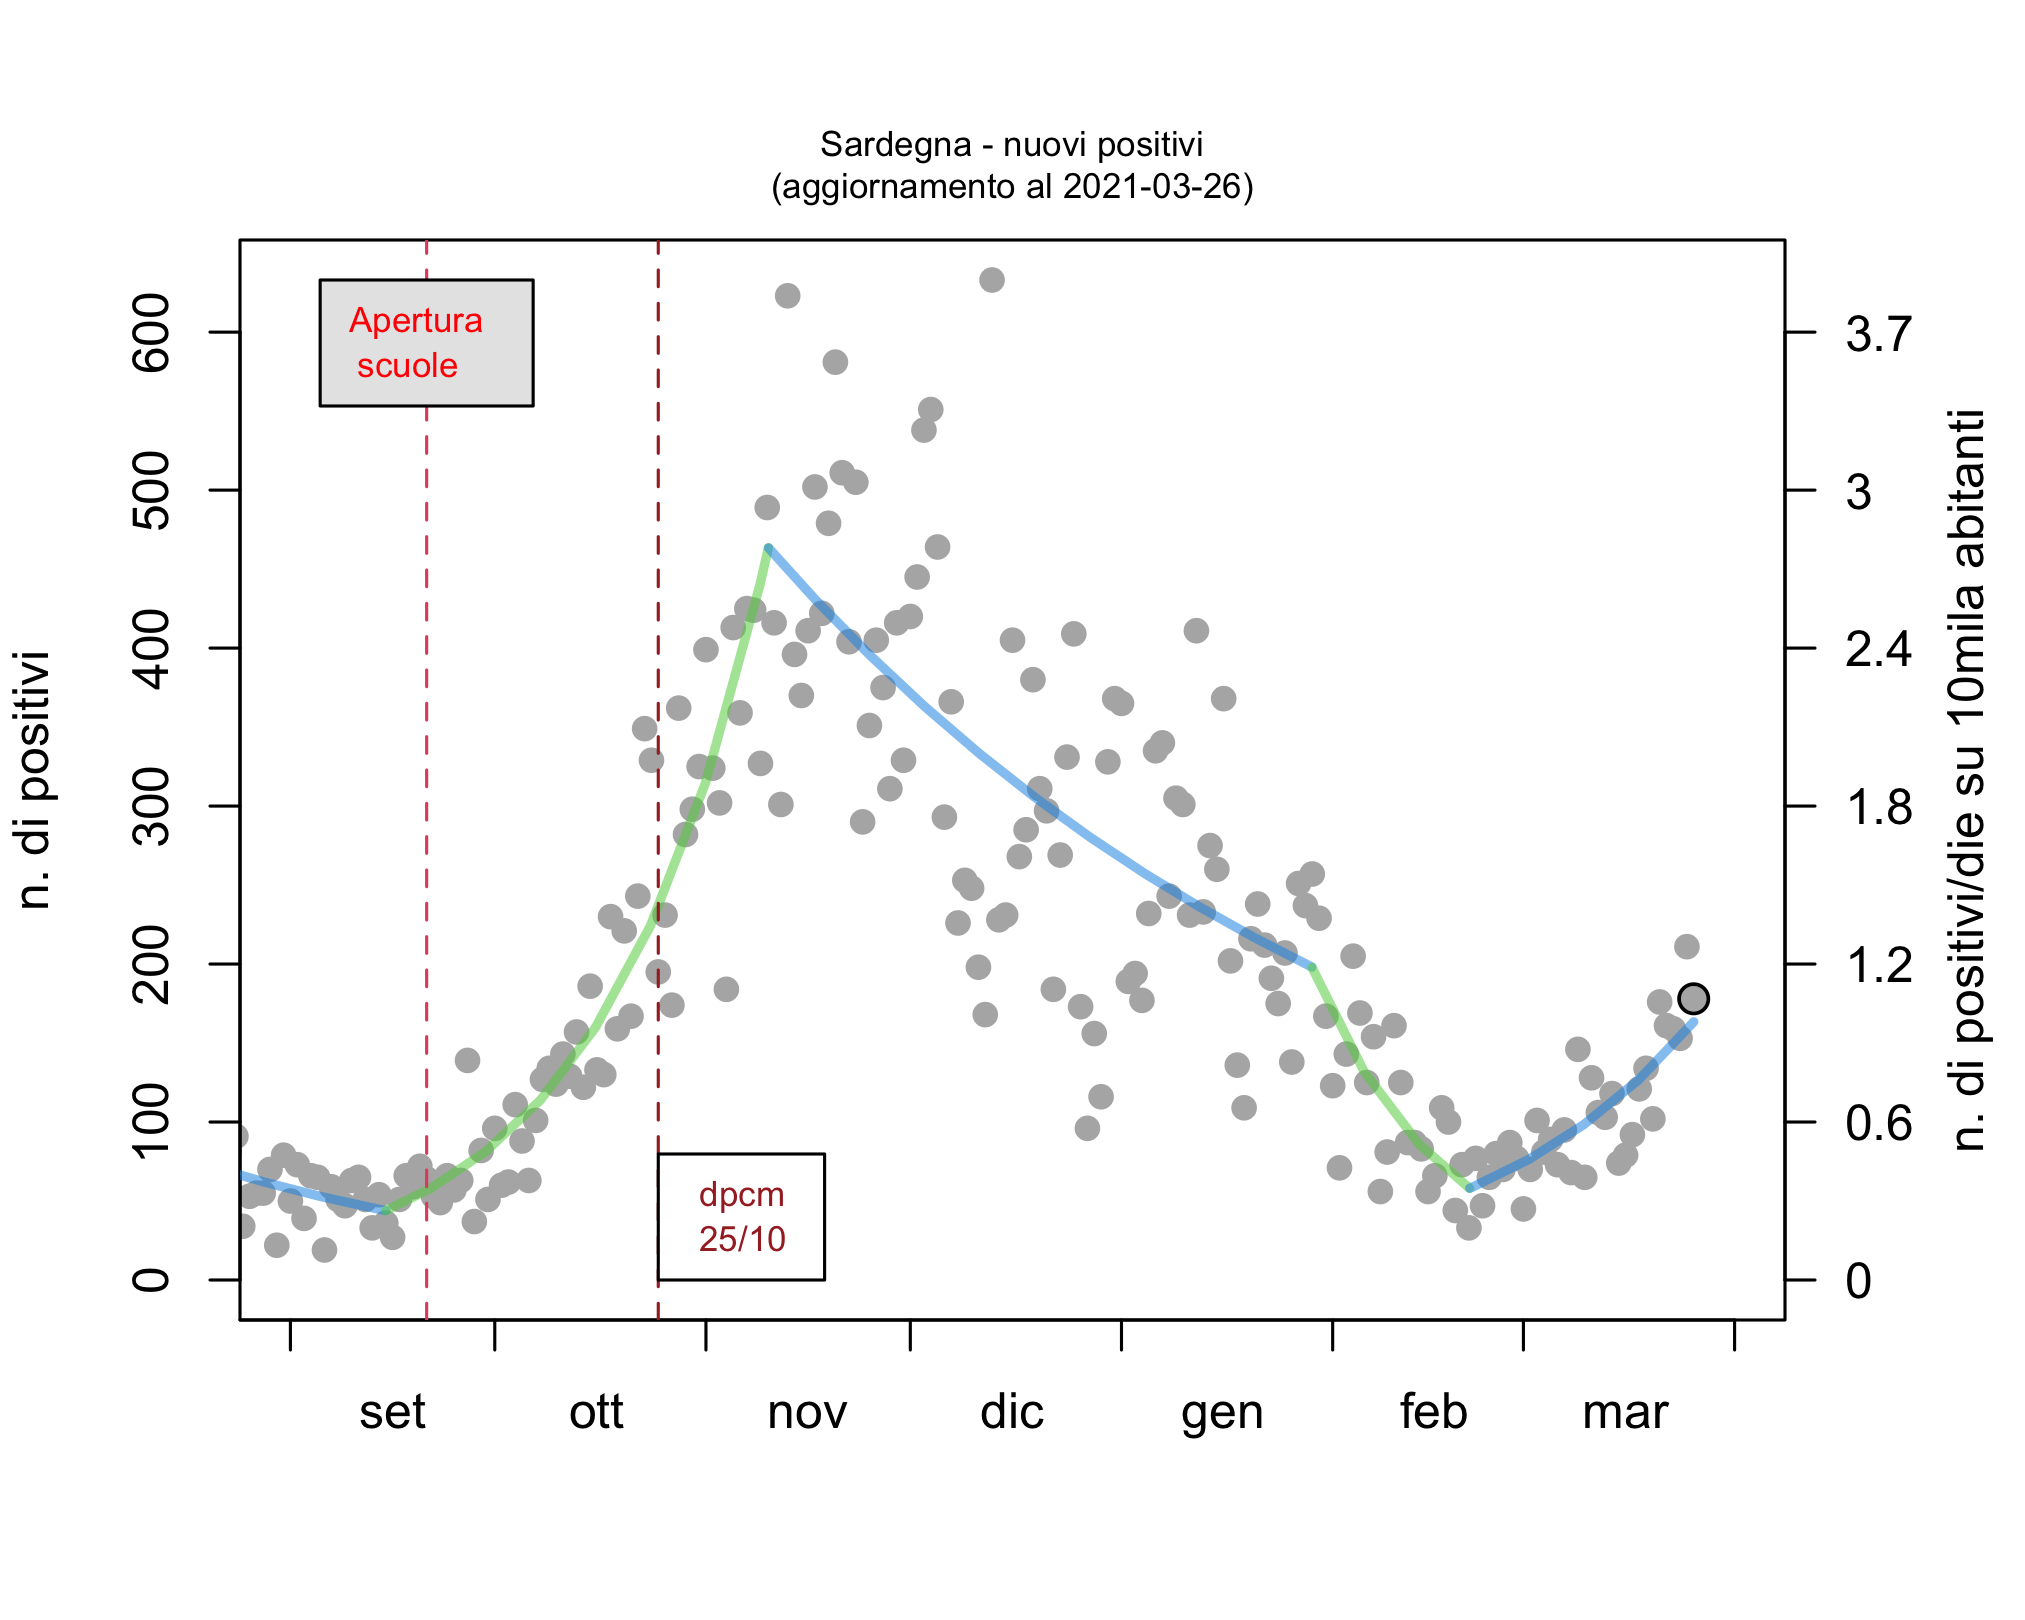 Sardegna - nuovi positivi
(aggiornamento al 2021-03-26)
Apertura
scuole
dpcm
25/10
n. di positivi
600
500
400
300
200
100
0
3.7
3
2.4
1.8
1.2
0.6
0
n. di positivi/die su 10mila abitanti
set ott nov dic gen feb mar